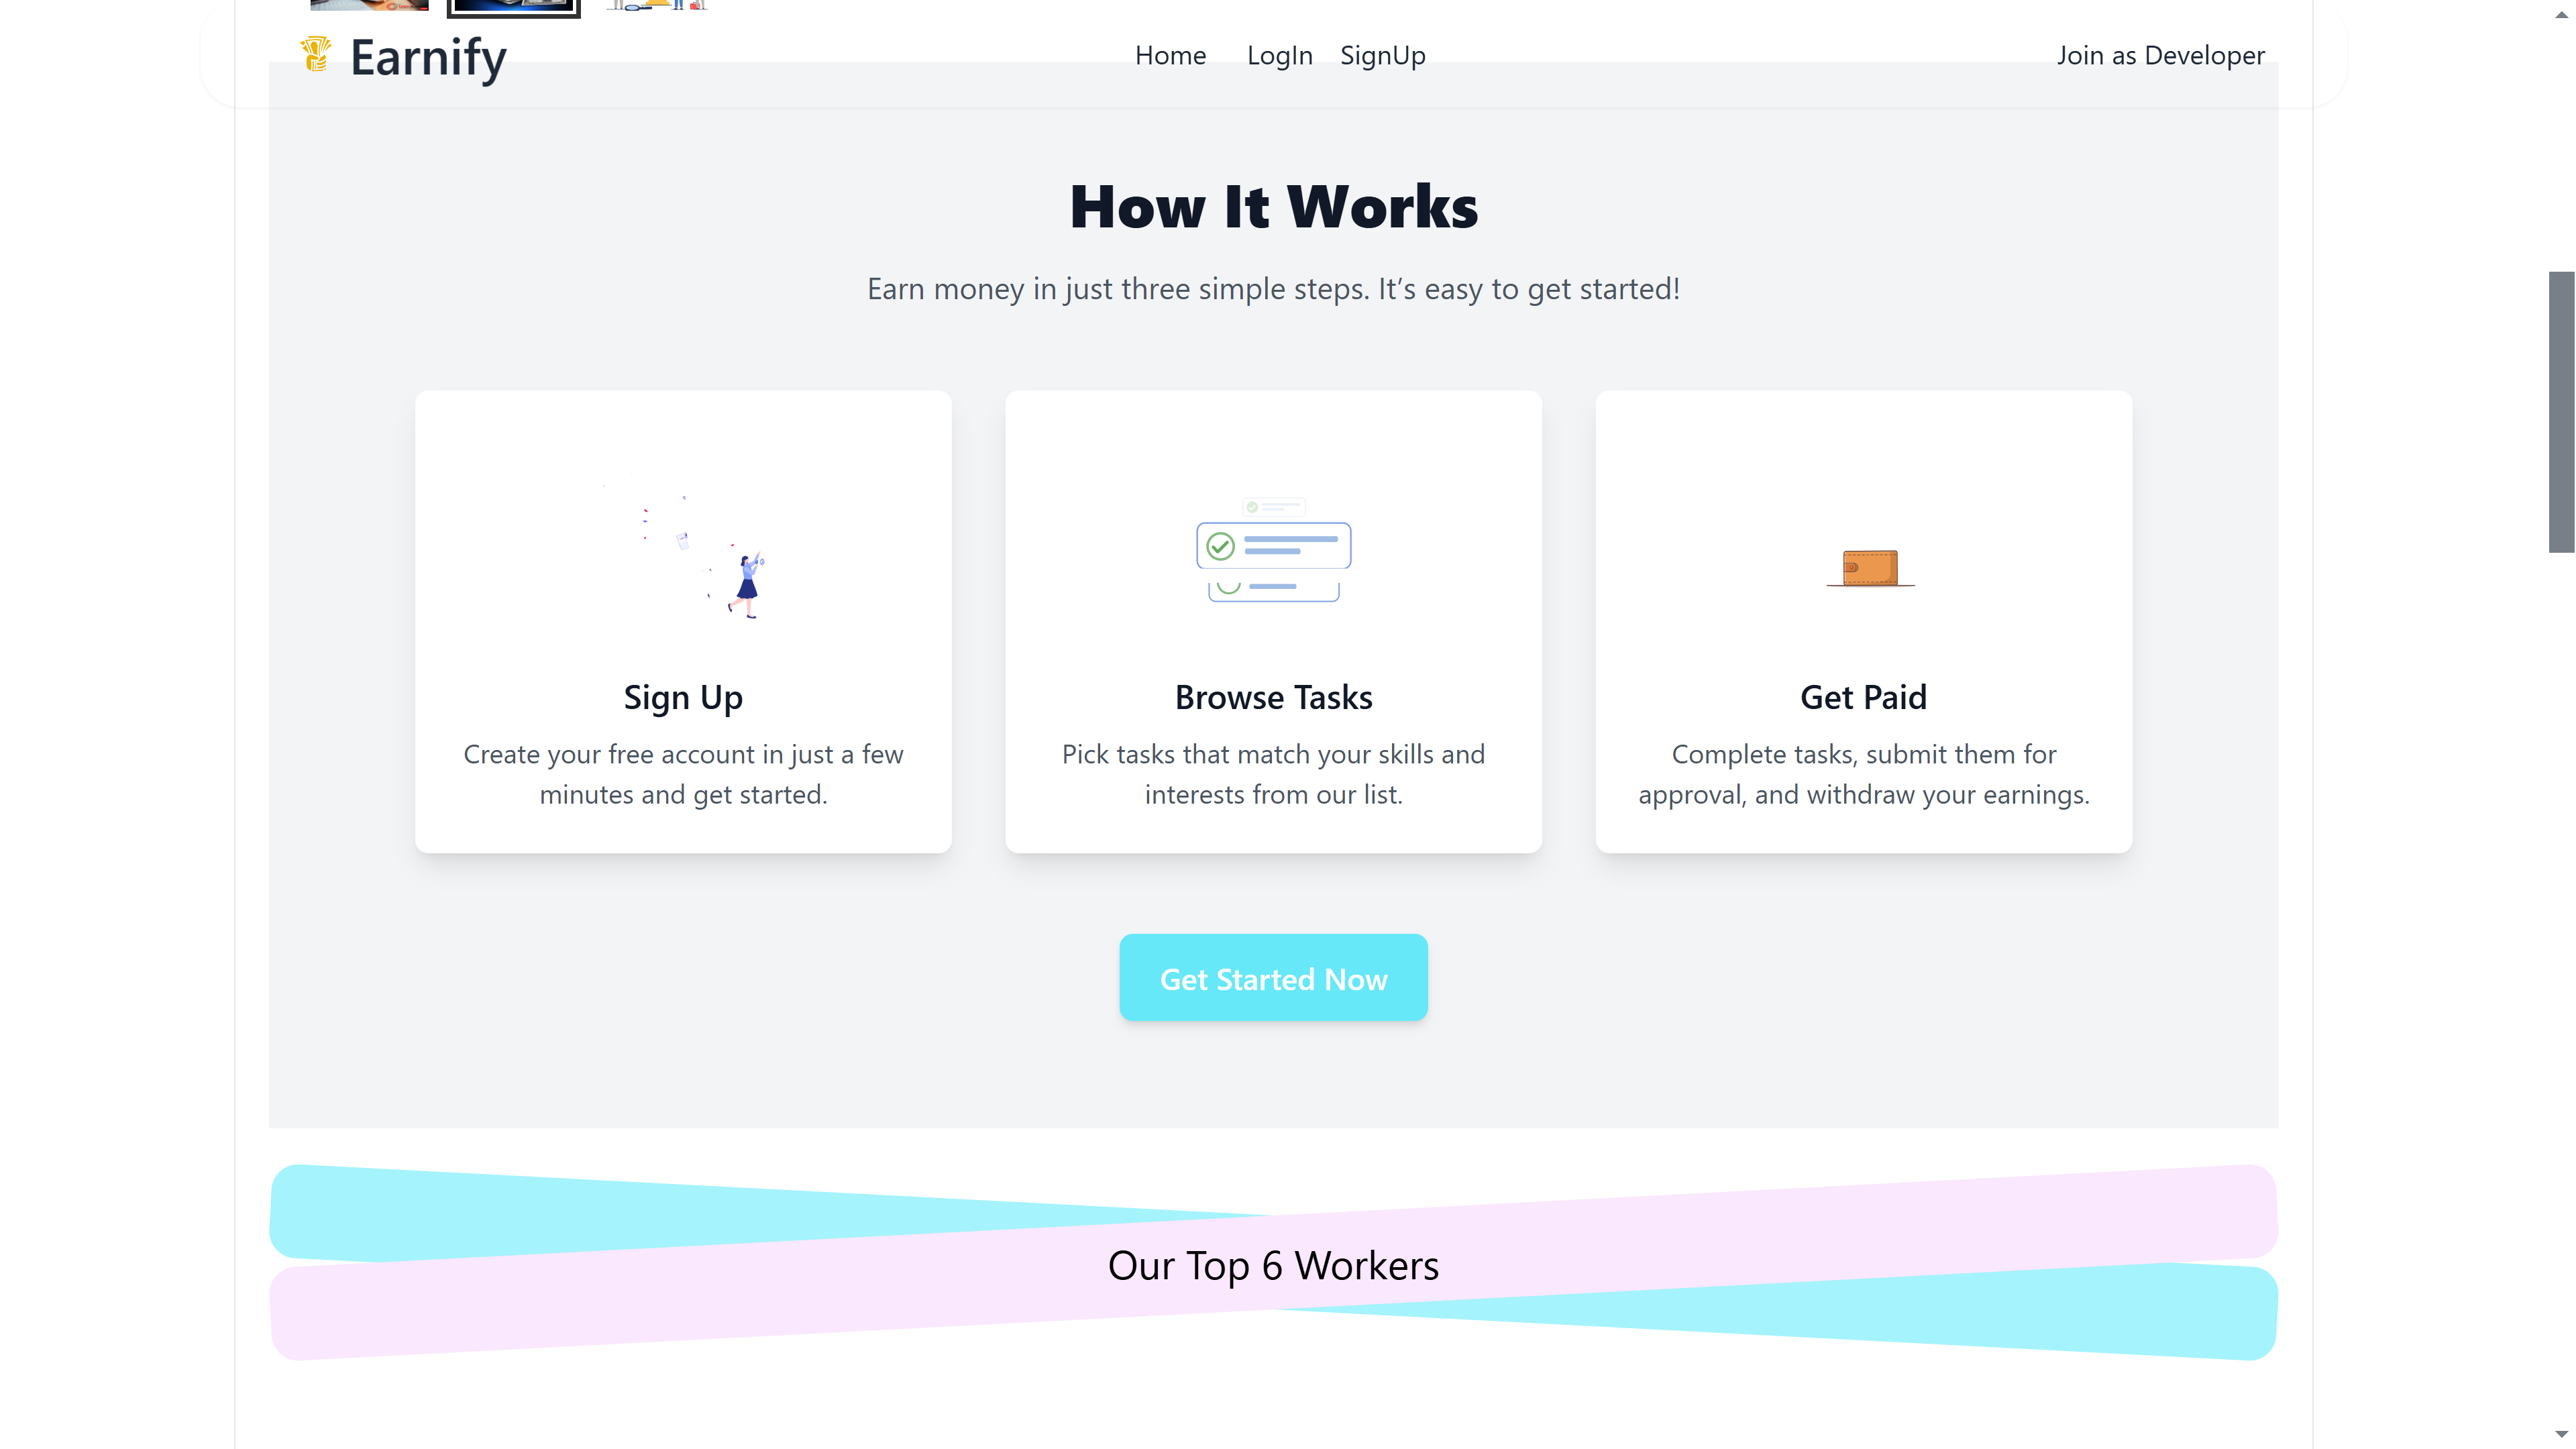 Earnify
Home LogIn SignUp
Join as Developer
How It Works
Earn money in just three simple steps. It’s easy to get started!
Sign Up
Create your free account in just a few
minutes and get started.
Browse Tasks
Pick tasks that match your skills and
interests from our list.
Get Paid
Complete tasks, submit them for
approval, and withdraw your earnings.
Get Started Now
Our Top 6 Workers